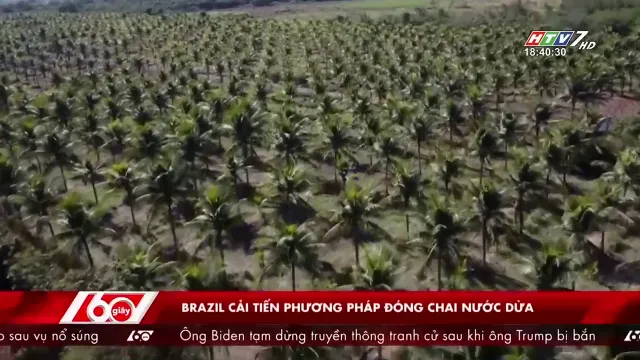 HTV7 HD
18:40:30
60 giây
BRAZIL CẢI TIẾN PHƯƠNG PHÁP ĐÓNG CHAI NƯỚC DỪA
sau vụ nổ súng 60 Ông Biden tạm dừng truyền thông tranh cử sau khi ông Trump bị bắn